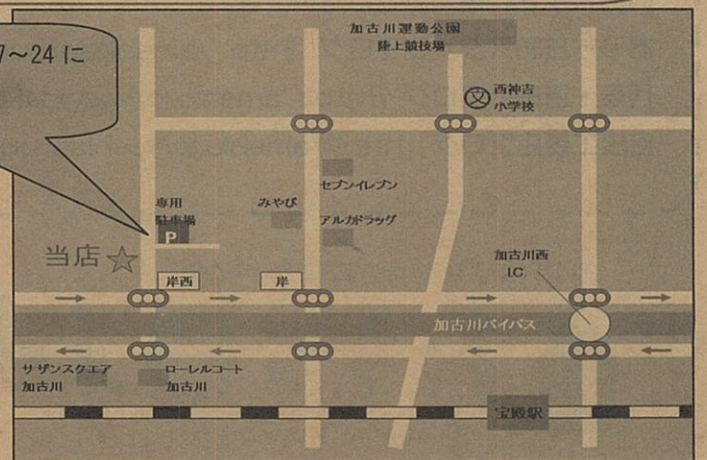 7～24 に
加古川運動公園
陸上競技場
西神吉
小学校
セブンイレブン
専用
駐車場
P
みやび
アルカドラッグ
当店
加古川西
I.C.
岸西
岸
加古川バイパス
サザンスクエア
加古川
ローレルコート
加古川
宝殿駅